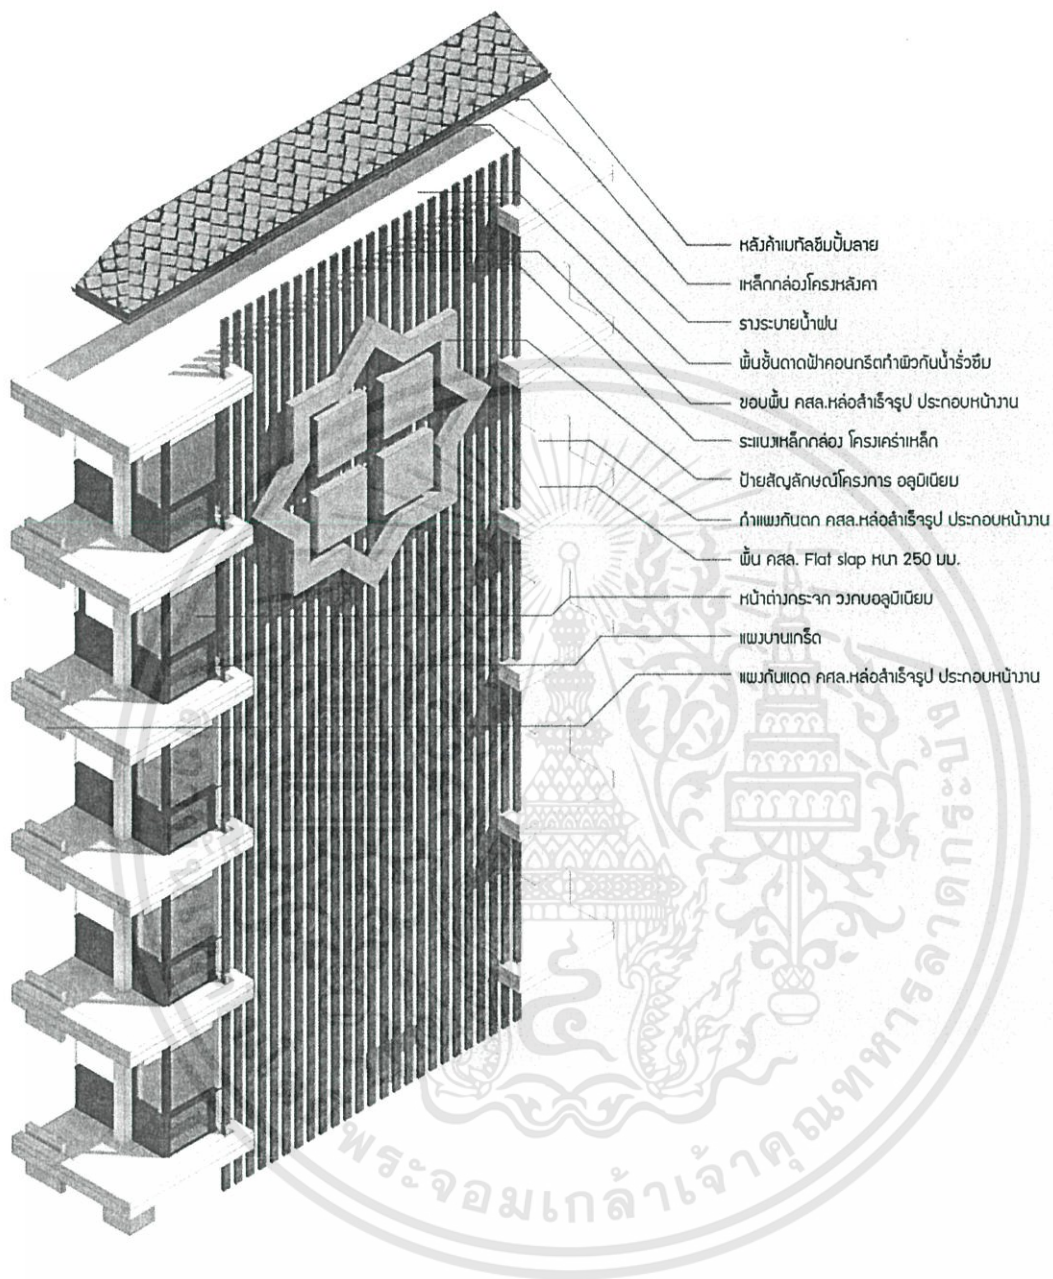 หลังคาเมทัลชีมปั้มลาย
เหล็กกล่องโครงหลังคา
รางระบายน้ำฝน
พื้นชั้นดาดฟ้าคอนกรีตทำผิวกันน้ำรั่วซึม
ขอบพื้น คสล.หล่อสำเร็จรูป ประกอบหน้างาน
ระแนงเหล็กกล่อง โครงเคร่าเหล็ก
ป้ายสัญลักษณ์โครงการ อลูมิเนียม
กำแพงกันตก คสล.หล่อสำเร็จรูป ประกอบหน้างาน
พื้น คสล. Flat slap หนา 250 มม.
หน้าต่างกระจก วงกบอลูมิเนียม
แผงบานเกร็ด
แผงกันแดด คศล.หล่อสำเร็จรูป ประกอบหน้างาน
พระจอมเกล้าเจ้าคุณทหารลาดกระบัง